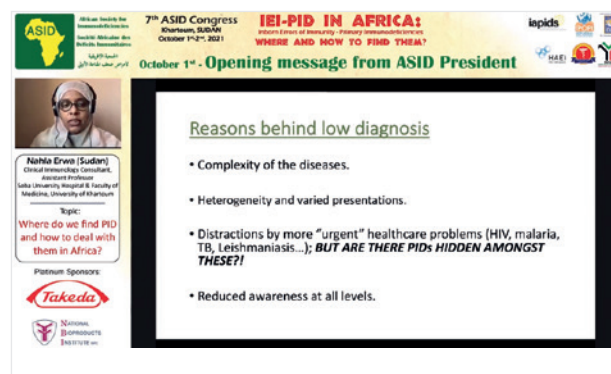 ASID
African Society for
Immunodeficiencies
Société Africaine des
Déficits Immunitaires
7th ASID Congress
Khartoum, SUDAN
October 1st-2nd, 2021
IEI-PID IN AFRICA:
Inborn Errors of Immunity - Primary Immunodeficiencies
WHERE AND HOW TO FIND THEM?
October 1st - Opening message from ASID President
iapids
HAEi
Nahla Erwa (Sudan)
Clinical Immunology Consultant,
Assistant Professor
Soba University Hospital & Faculty of
Medicine, University of Khartoum
Topic:
Where do we find PID
and how to deal with
them in Africa?
Platinum Sponsors:
Takeda
NATIONAL
BIOPRODUCTS
INSTITUTE
Reasons behind low diagnosis
• Complexity of the diseases.
• Heterogeneity and varied presentations.
• Distractions by more “urgent” healthcare problems (HIV, malaria,
TB, Leishmaniasis...); BUT ARE THERE PIDs HIDDEN AMONGST
THESE?!
• Reduced awareness at all levels.